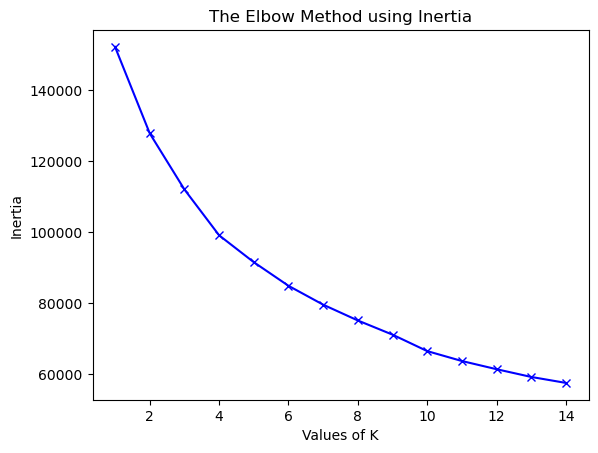 The Elbow Method using Inertia
140000
120000
100000
80000
60000
Inertia
2 4 6 8 10 12 14
Values of K